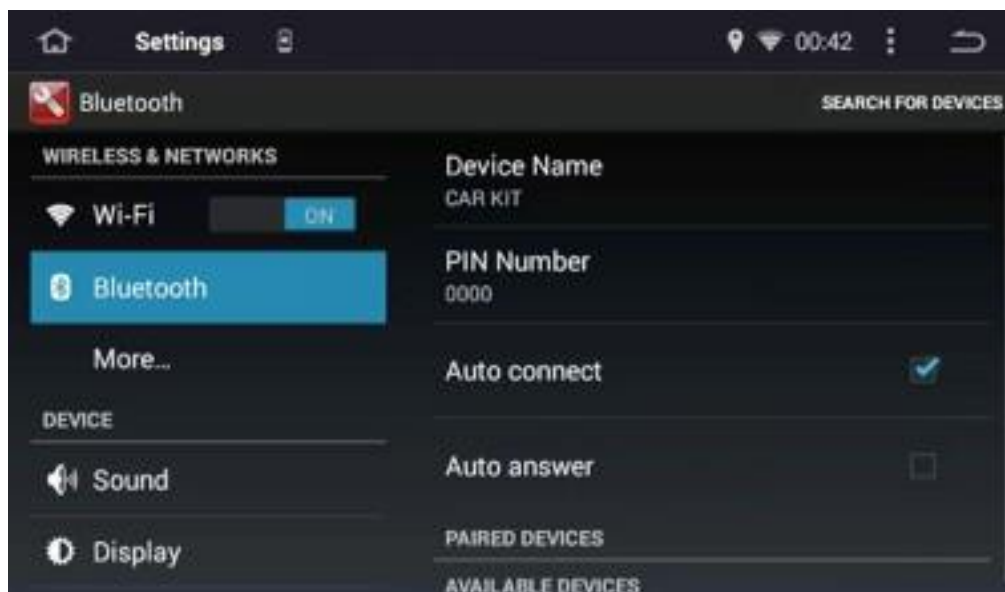 Settings
00:42
Bluetooth
SEARCH FOR DEVICES
WIRELESS & NETWORKS
Wi-Fi
ON
Bluetooth
More...
DEVICE
Sound
Display
Device Name
CAR KIT
PIN Number
0000
Auto connect
Auto answer
PAIRED DEVICES
AVAILABLE DEVICES